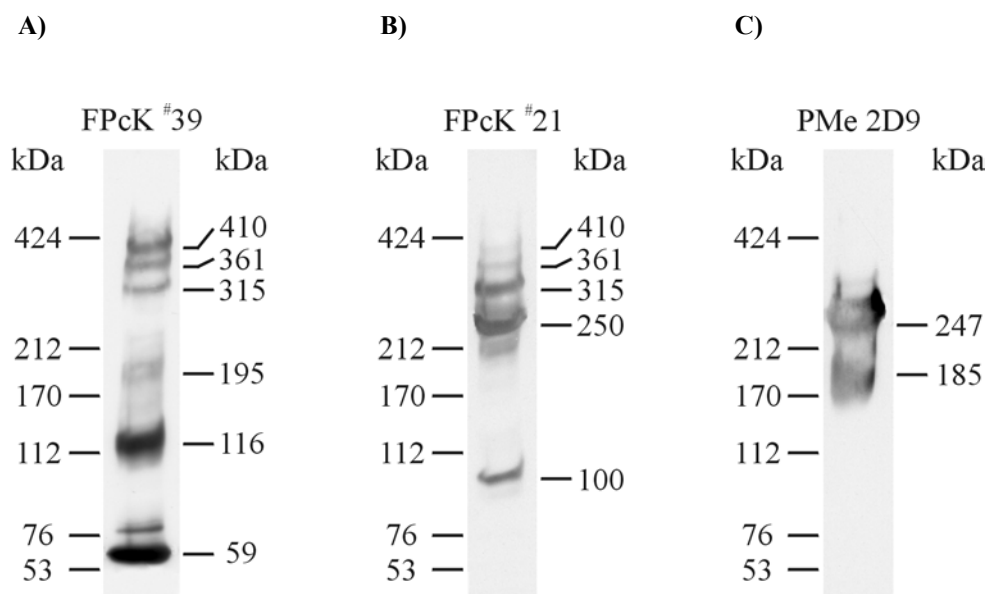 A) B) C)
FPcK #39 FPcK #21 PMe 2D9
kDa kDa kDa kDa kDa kDa
424 410 424 410 424
361 361
315 315
212 250 212 247
195 212 185
170 170 170
112 116 112 112
100
76 76 76
59
53 53 53